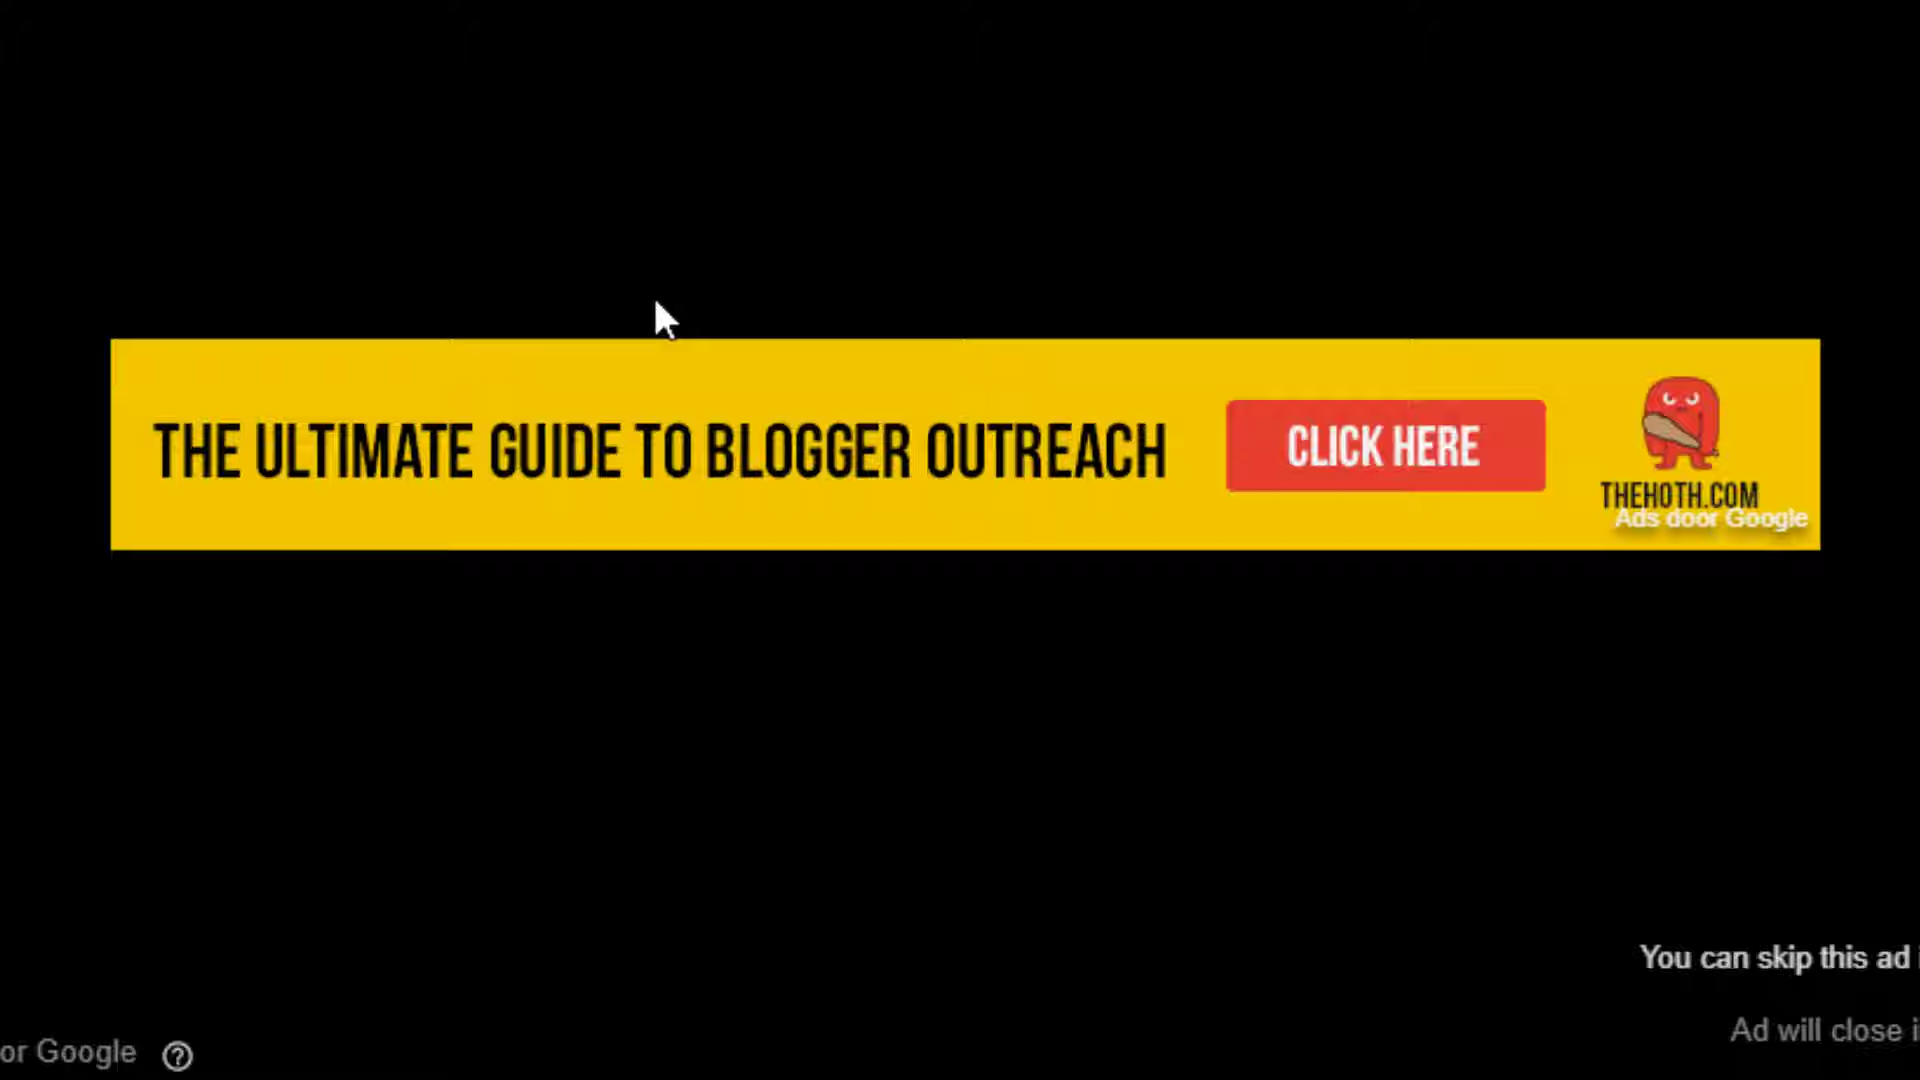 THE ULTIMATE GUIDE TO BLOGGER OUTREACH
CLICK HERE
THEHOTH.COM
Ads door Google
You can skip this ad
Ad will close
or Google